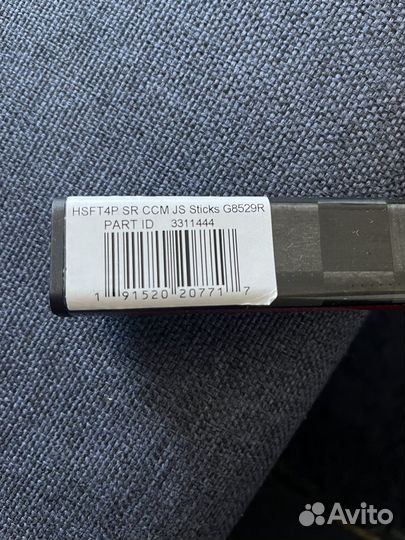 HSFT4P SR CCM JS Sticks G8529R
PART ID 3311444
1 91520 20771 7
Avito